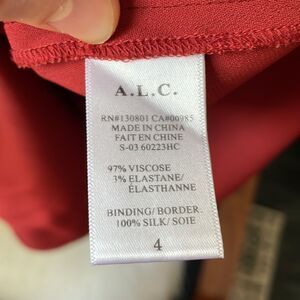 A.L.C.
RN#130801 CA#00985
MADE IN CHINA
FAIT EN CHINE
S-03 60223HC
97% VISCOSE
3% ELASTANE/
ÉLASTHANNE
BINDING/BORDER
100% SILK/SOIE
4